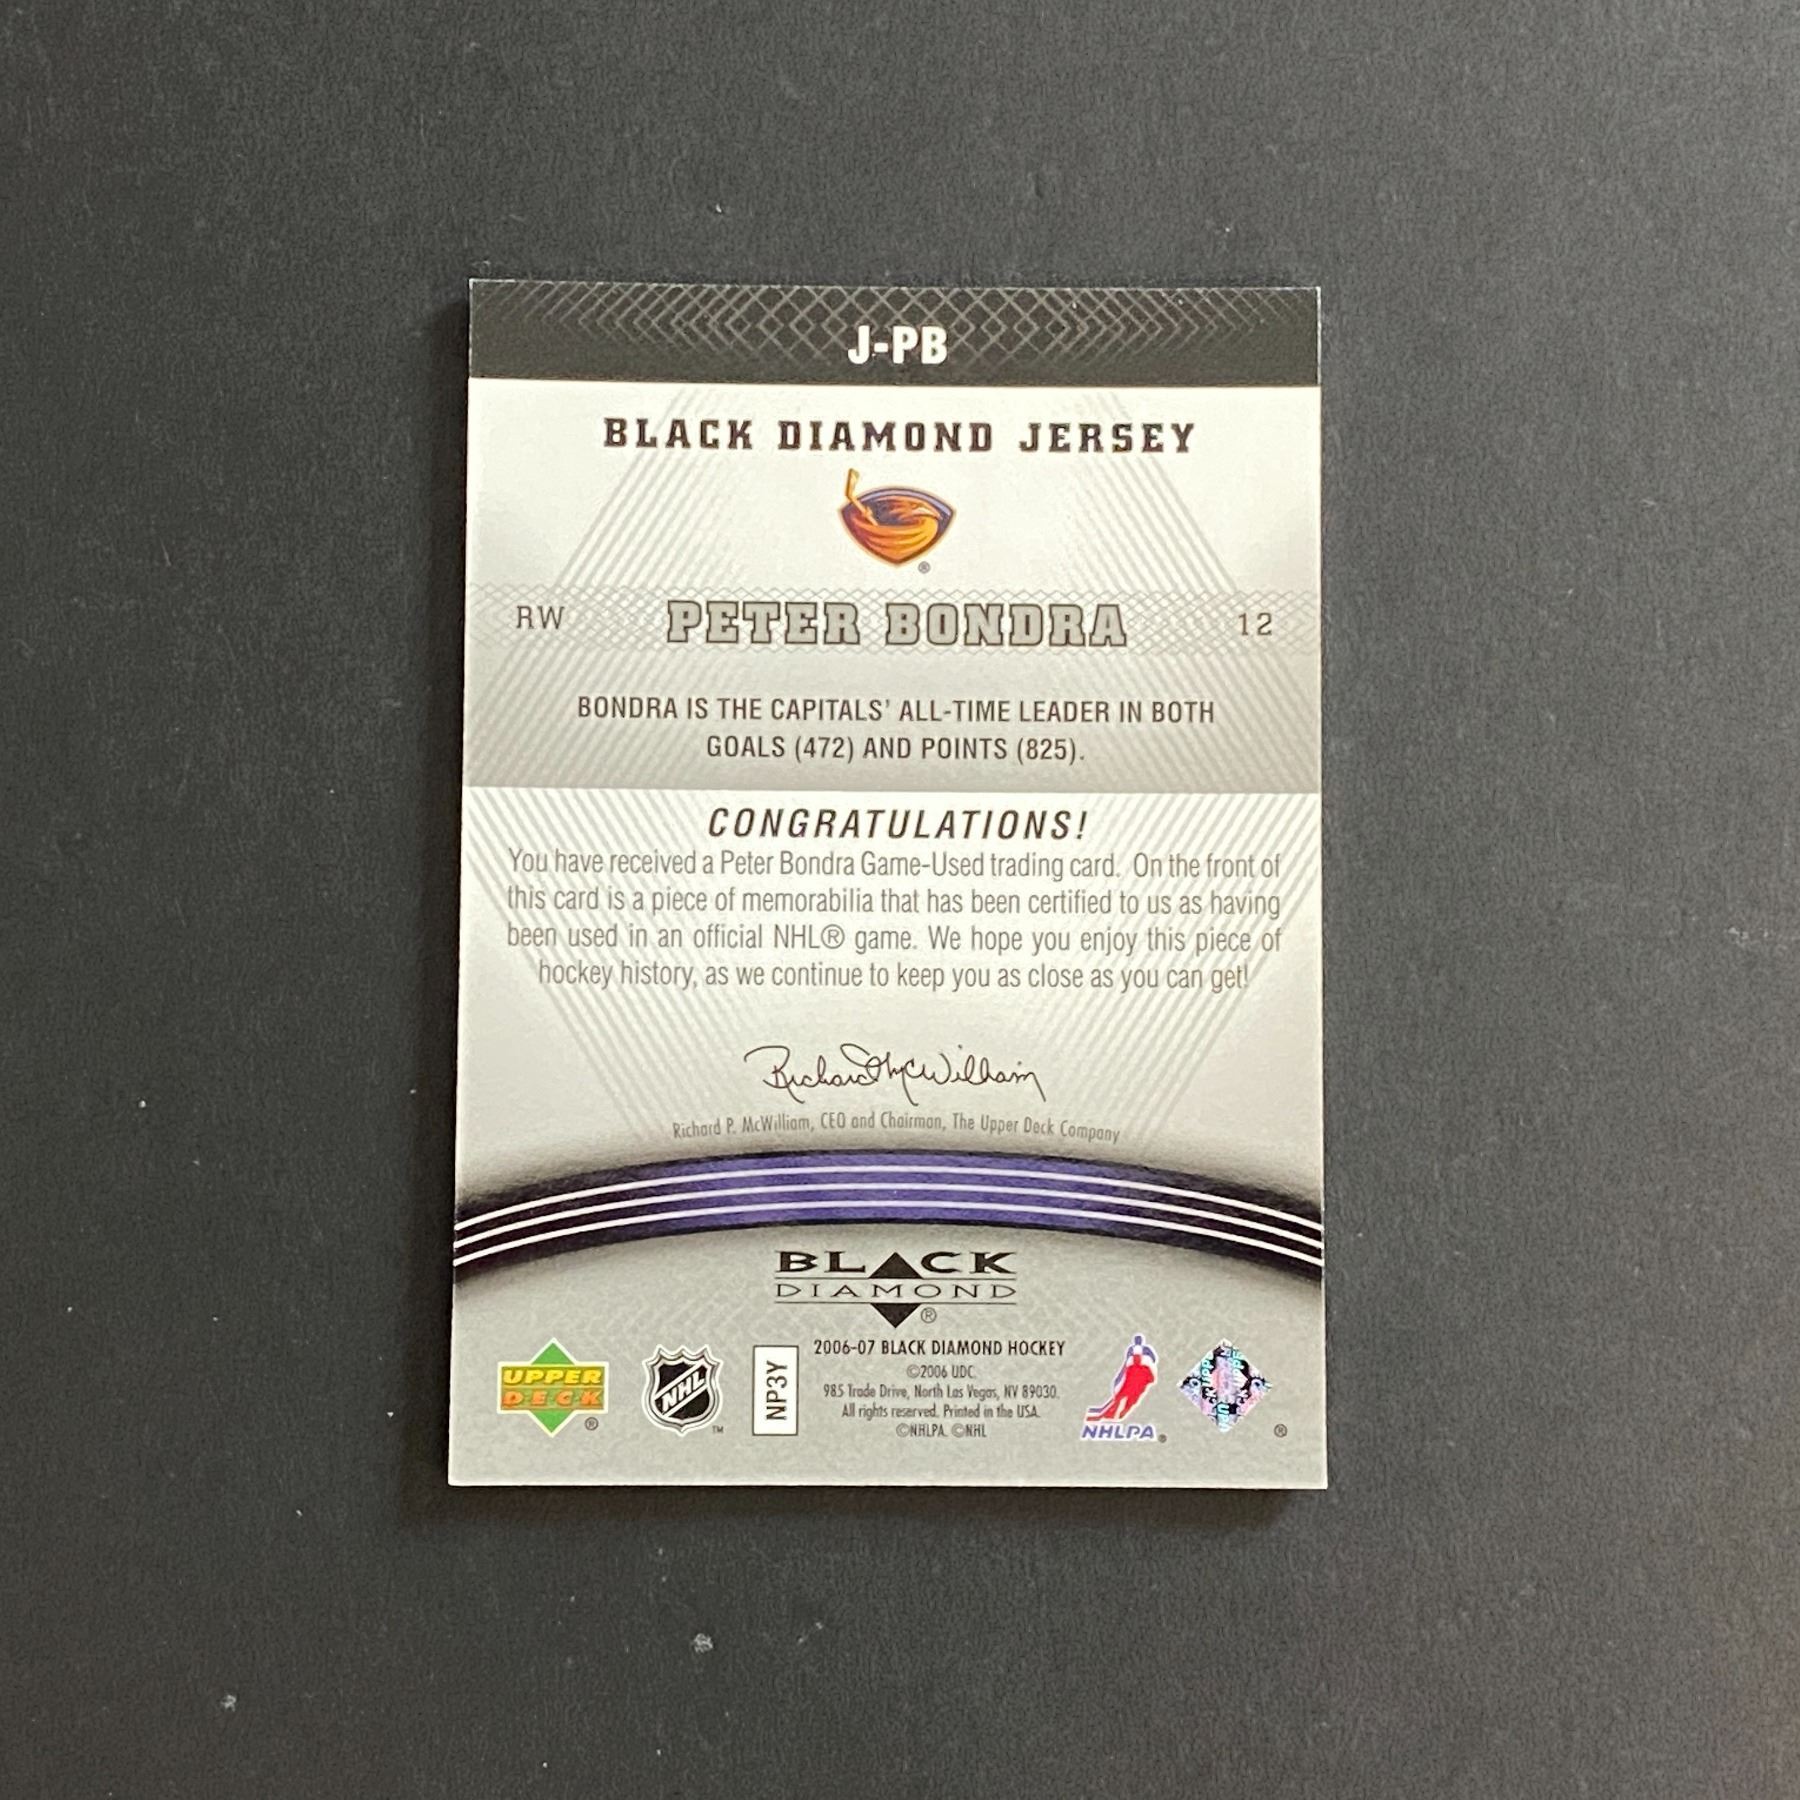 J-PB
BLACK DIAMOND JERSEY
®
RW PETER BONDRA 12
BONDRA IS THE CAPITALS' ALL-TIME LEADER IN BOTH
GOALS (472) AND POINTS (825).
CONGRATULATIONS!
You have received a Peter Bondra Game-Used trading card. On the front of
this card is a piece of memorabilia that has been certified to us as having
been used in an official NHL® game. We hope you enjoy this piece of
hockey history, as we continue to keep you as close as you can get!
Richard McWilliam
Richard P. McWilliam, CEO and Chairman, The Upper Deck Company
BLACK
DIAMOND
®
UPPER
DECK
®
NHL
TM
NP3Y
2006-07 BLACK DIAMOND HOCKEY
©2006 UDC.
985 Trade Drive, North Las Vegas, NV 89030.
All rights reserved. Printed in the USA.
©NHLPA. ©NHL
NHLPA®
®